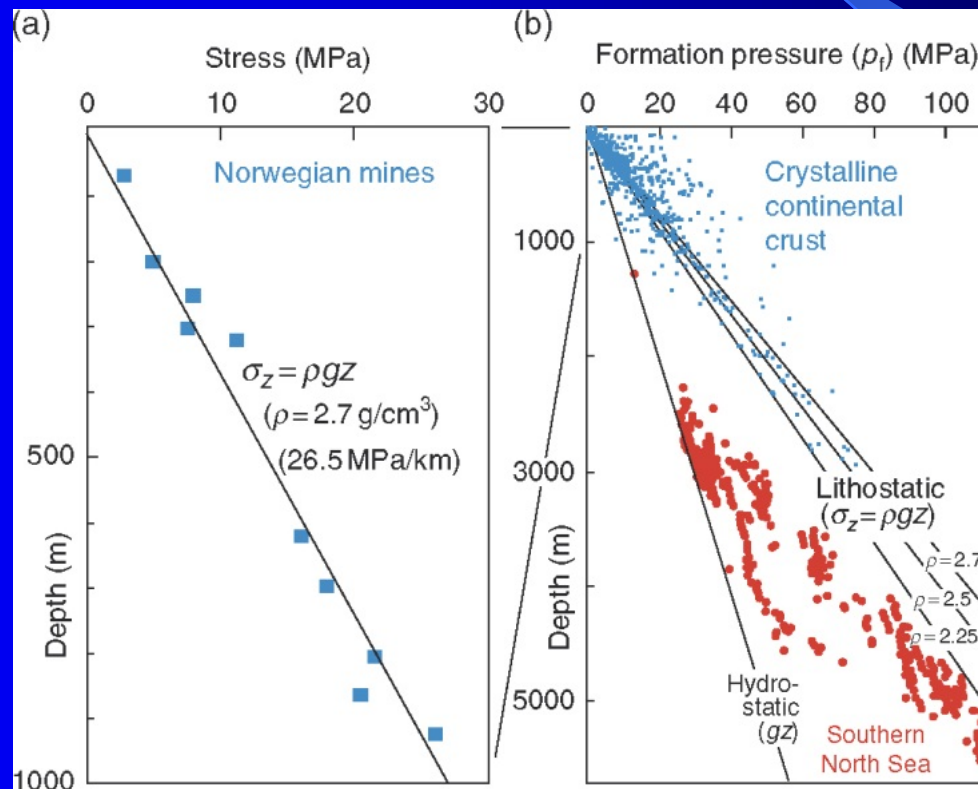 (a)
Stress (MPa)
0 10 20 30
Norwegian mines
σz = ρgz
(ρ = 2.7 g/cm³)
(26.5 MPa/km)
500
Depth (m)
1000
(b)
Formation pressure (pf) (MPa)
0 20 40 60 80 100
Crystalline
continental
crust
1000
3000
Lithostatic
(σz = ρgz)
ρ = 2.7
ρ = 2.5
ρ = 2.25
Depth (m)
5000
Hydro-
static
(gz)
Southern
North Sea